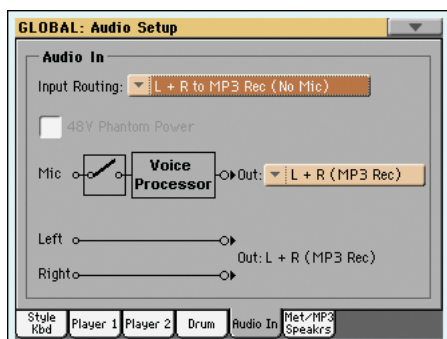 GLOBAL: Audio Setup
Audio In
Input Routing: L + R to MP3 Rec (No Mic)
48V Phantom Power
Mic Voice Processor Out: L + R (MP3 Rec)
Left
Out: L + R (MP3 Rec)
Right
Style Kbd Player 1 Player 2 Drum Audio In Met/MP3 Speakrs